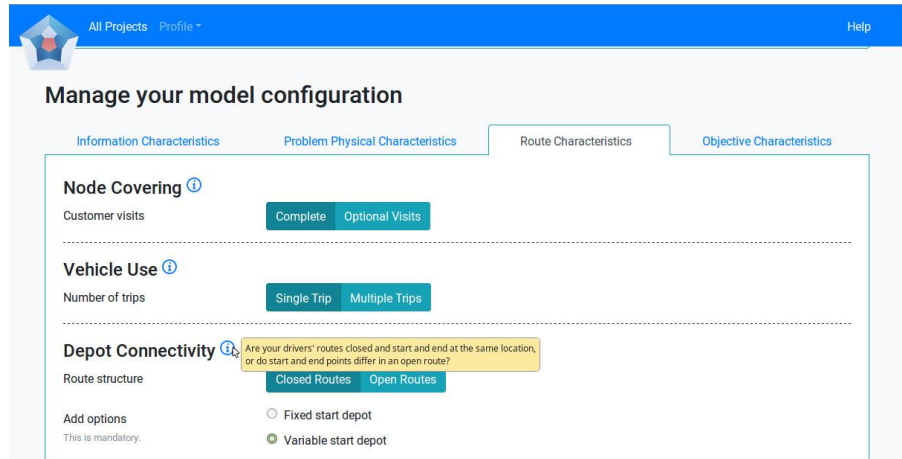 All Projects Profile Help
Manage your model configuration
Information Characteristics Problem Physical Characteristics Route Characteristics Objective Characteristics
Node Covering
Customer visits Complete Optional Visits
Vehicle Use
Number of trips Single Trip Multiple Trips
Depot Connectivity
Are your drivers' routes closed and start and end at the same location,
or do start and end points differ in an open route?
Route structure Closed Routes Open Routes
Add options Fixed start depot
This is mandatory. Variable start depot